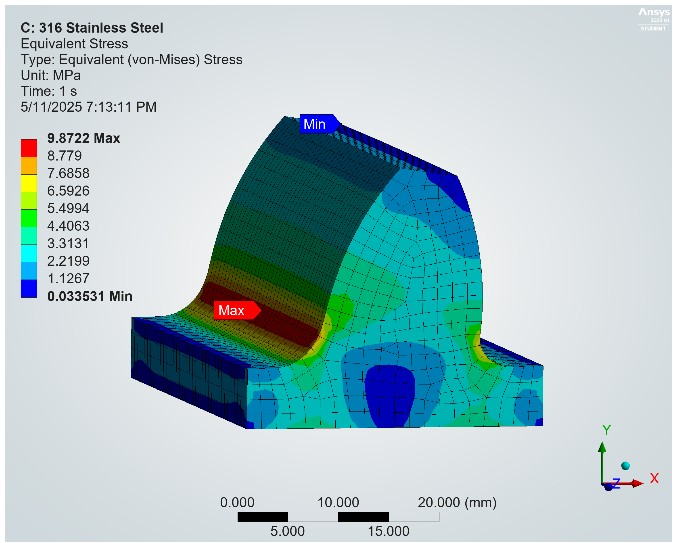 Ansys
STUDENT
C: 316 Stainless Steel
Equivalent Stress
Type: Equivalent (von-Mises) Stress
Unit: MPa
Time: 1 s
5/11/2025 7:13:11 PM
9.8722 Max
8.779
7.6858
6.5926
5.4994
4.4063
3.3131
2.2199
1.1267
0.033531 Min
Min
Max
Y
X
Z
0.000
10.000
20.000 (mm)
5.000
15.000